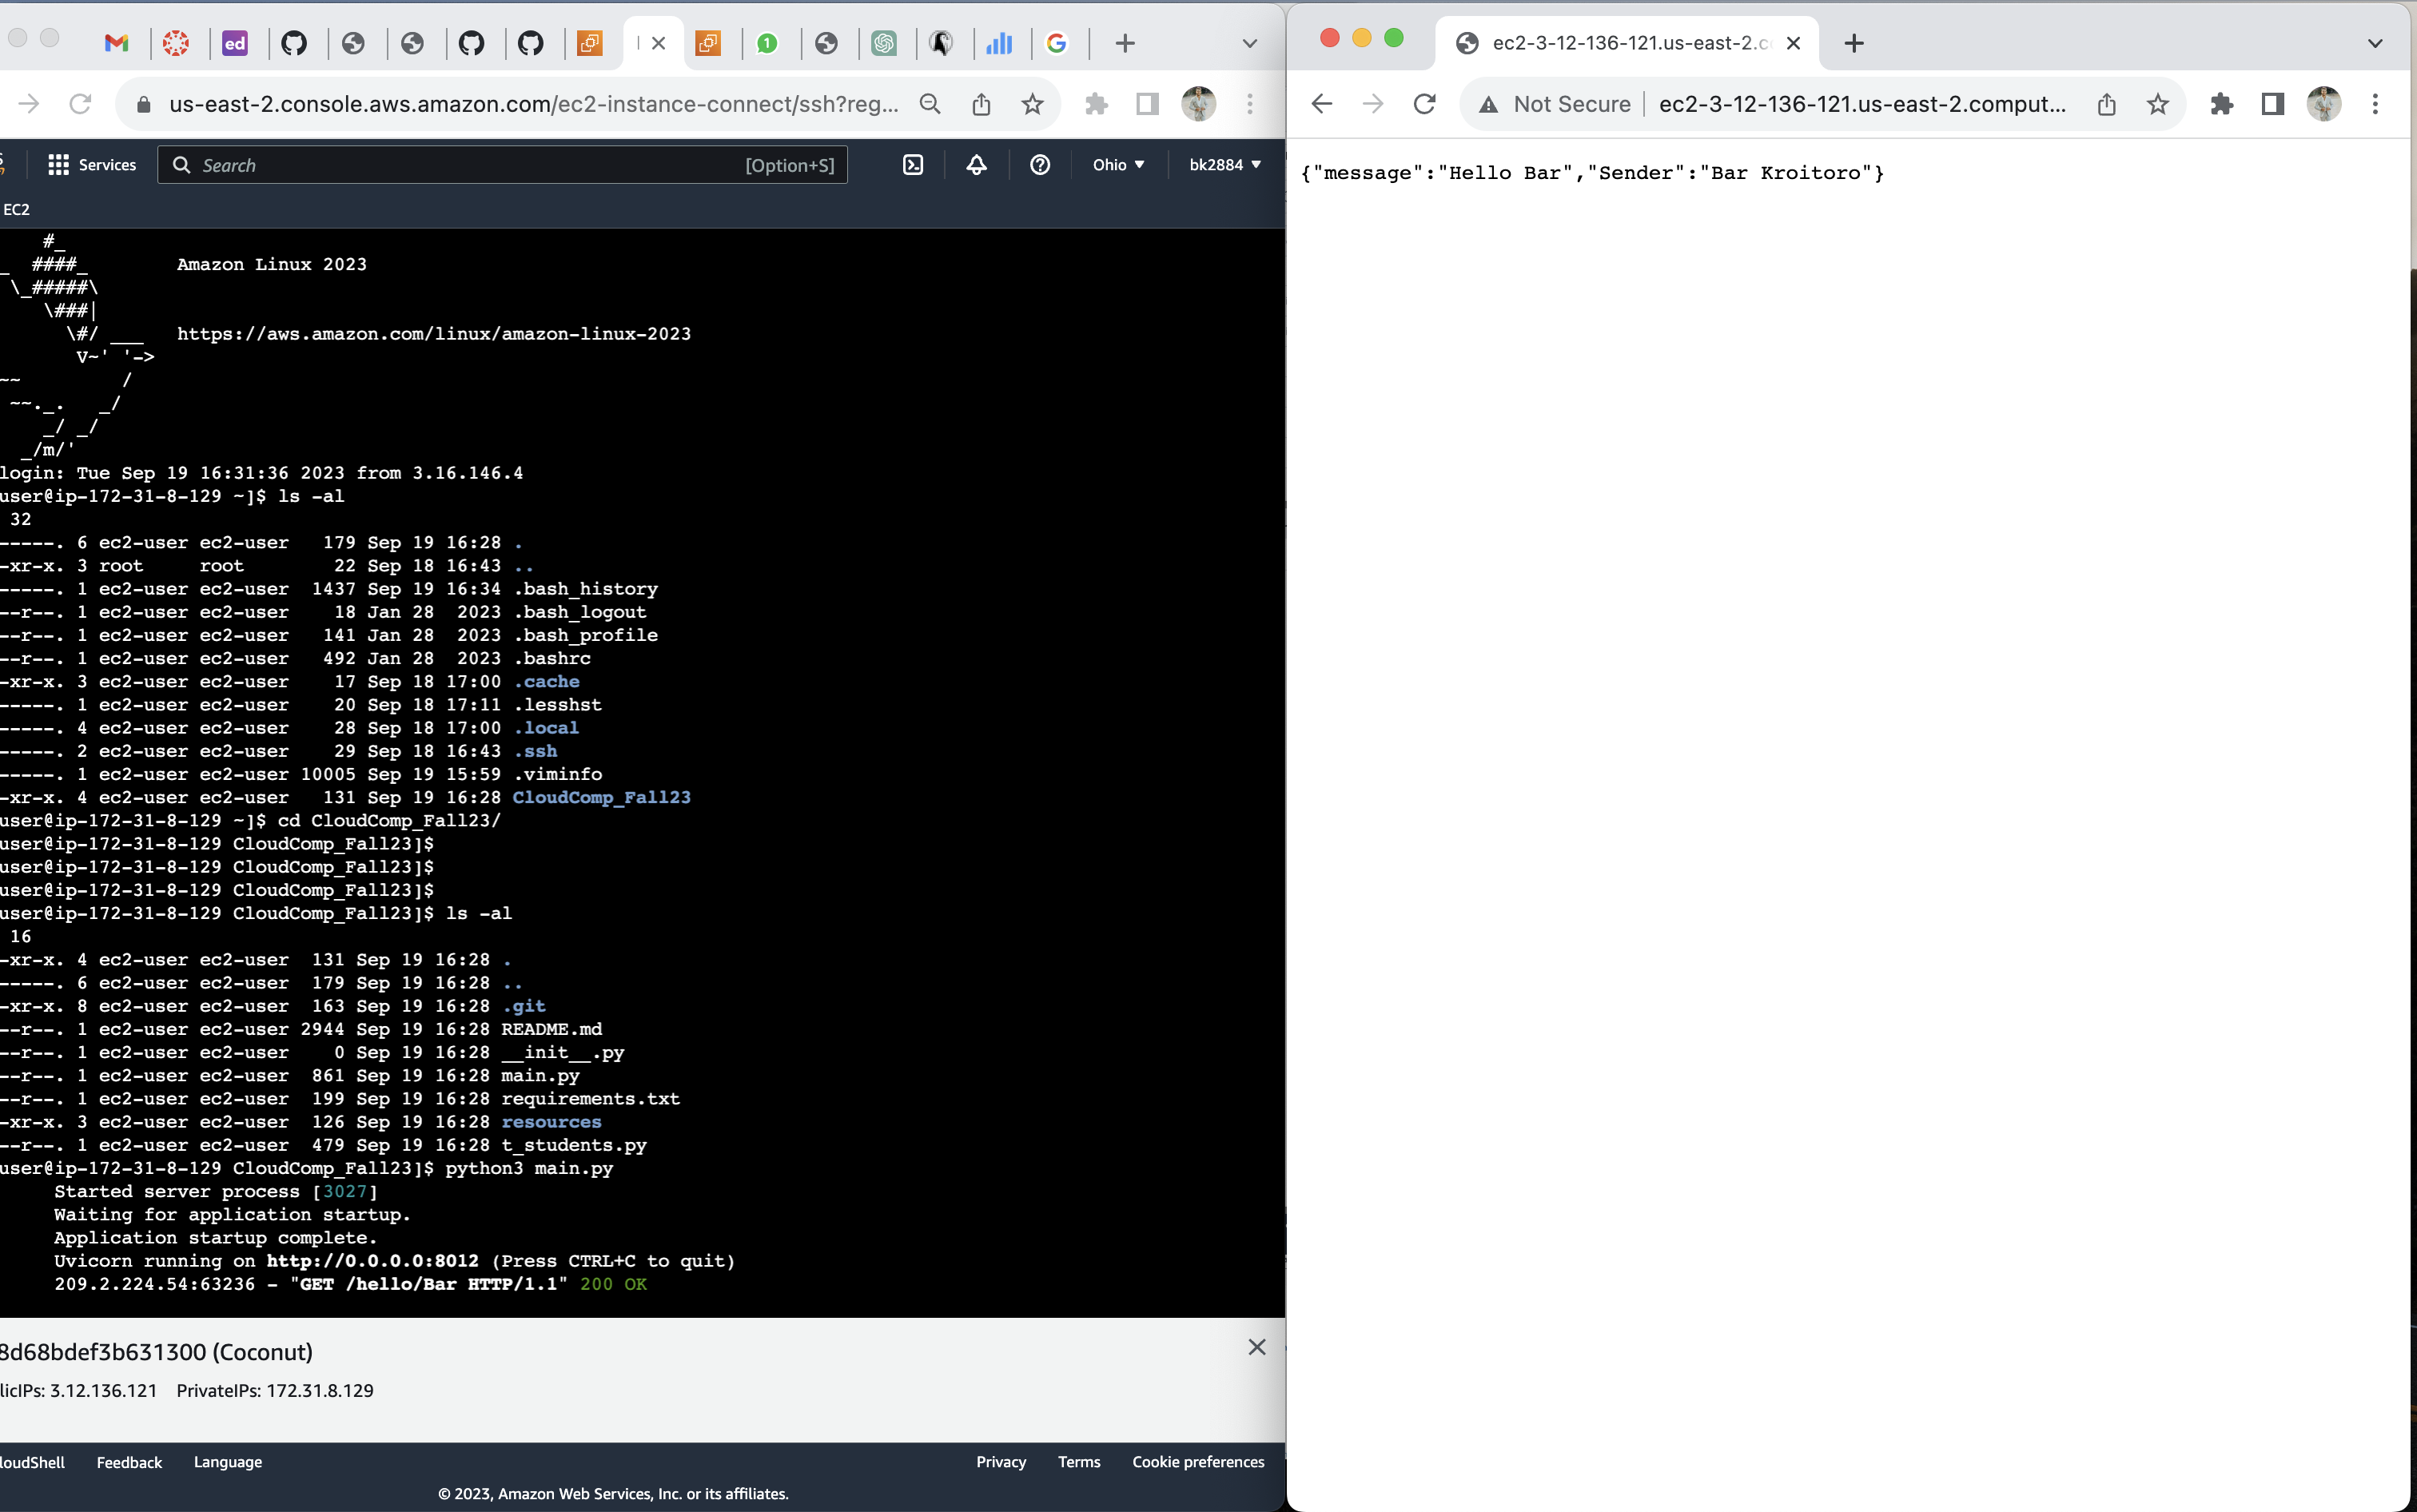 ed
1
us-east-2.console.aws.amazon.com/ec2-instance-connect/ssh?reg...
Services
Search
[Option+S]
Ohio
bk2884
EC2
#_
_ ####_ Amazon Linux 2023
\_#####\
\###|
\#/ ___ https://aws.amazon.com/linux/amazon-linux-2023
V~' '->
~~ /
~~._. _/
_/ _/
_/m/'
login: Tue Sep 19 16:31:36 2023 from 3.16.146.4
user@ip-172-31-8-129 ~]$ ls -al
32
-----. 6 ec2-user ec2-user 179 Sep 19 16:28 .
-xr-x. 3 root root 22 Sep 18 16:43 ..
-----. 1 ec2-user ec2-user 1437 Sep 19 16:34 .bash_history
--r--. 1 ec2-user ec2-user 18 Jan 28 2023 .bash_logout
--r--. 1 ec2-user ec2-user 141 Jan 28 2023 .bash_profile
--r--. 1 ec2-user ec2-user 492 Jan 28 2023 .bashrc
-xr-x. 3 ec2-user ec2-user 17 Sep 18 17:00 .cache
-----. 1 ec2-user ec2-user 20 Sep 18 17:11 .lesshst
-----. 4 ec2-user ec2-user 28 Sep 18 17:00 .local
-----. 2 ec2-user ec2-user 29 Sep 18 16:43 .ssh
-----. 1 ec2-user ec2-user 10005 Sep 19 15:59 .viminfo
-xr-x. 4 ec2-user ec2-user 131 Sep 19 16:28 CloudComp_Fall23
user@ip-172-31-8-129 ~]$ cd CloudComp_Fall23/
user@ip-172-31-8-129 CloudComp_Fall23]$
user@ip-172-31-8-129 CloudComp_Fall23]$
user@ip-172-31-8-129 CloudComp_Fall23]$
user@ip-172-31-8-129 CloudComp_Fall23]$ ls -al
16
-xr-x. 4 ec2-user ec2-user 131 Sep 19 16:28 .
-----. 6 ec2-user ec2-user 179 Sep 19 16:28 ..
-xr-x. 8 ec2-user ec2-user 163 Sep 19 16:28 .git
--r--. 1 ec2-user ec2-user 2944 Sep 19 16:28 README.md
--r--. 1 ec2-user ec2-user 0 Sep 19 16:28 __init__.py
--r--. 1 ec2-user ec2-user 861 Sep 19 16:28 main.py
--r--. 1 ec2-user ec2-user 199 Sep 19 16:28 requirements.txt
-xr-x. 3 ec2-user ec2-user 126 Sep 19 16:28 resources
--r--. 1 ec2-user ec2-user 479 Sep 19 16:28 t_students.py
user@ip-172-31-8-129 CloudComp_Fall23]$ python3 main.py
Started server process [3027]
Waiting for application startup.
Application startup complete.
Uvicorn running on http://0.0.0.0:8012 (Press CTRL+C to quit)
209.2.224.54:63236 - "GET /hello/Bar HTTP/1.1" 200 OK
8d68bdef3b631300 (Coconut)
licIPs: 3.12.136.121 PrivateIPs: 172.31.8.129
loudShell Feedback Language Privacy Terms Cookie preferences
© 2023, Amazon Web Services, Inc. or its affiliates.
ec2-3-12-136-121.us-east-2.c
Not Secure ec2-3-12-136-121.us-east-2.comput...
{"message":"Hello Bar","Sender":"Bar Kroitoro"}